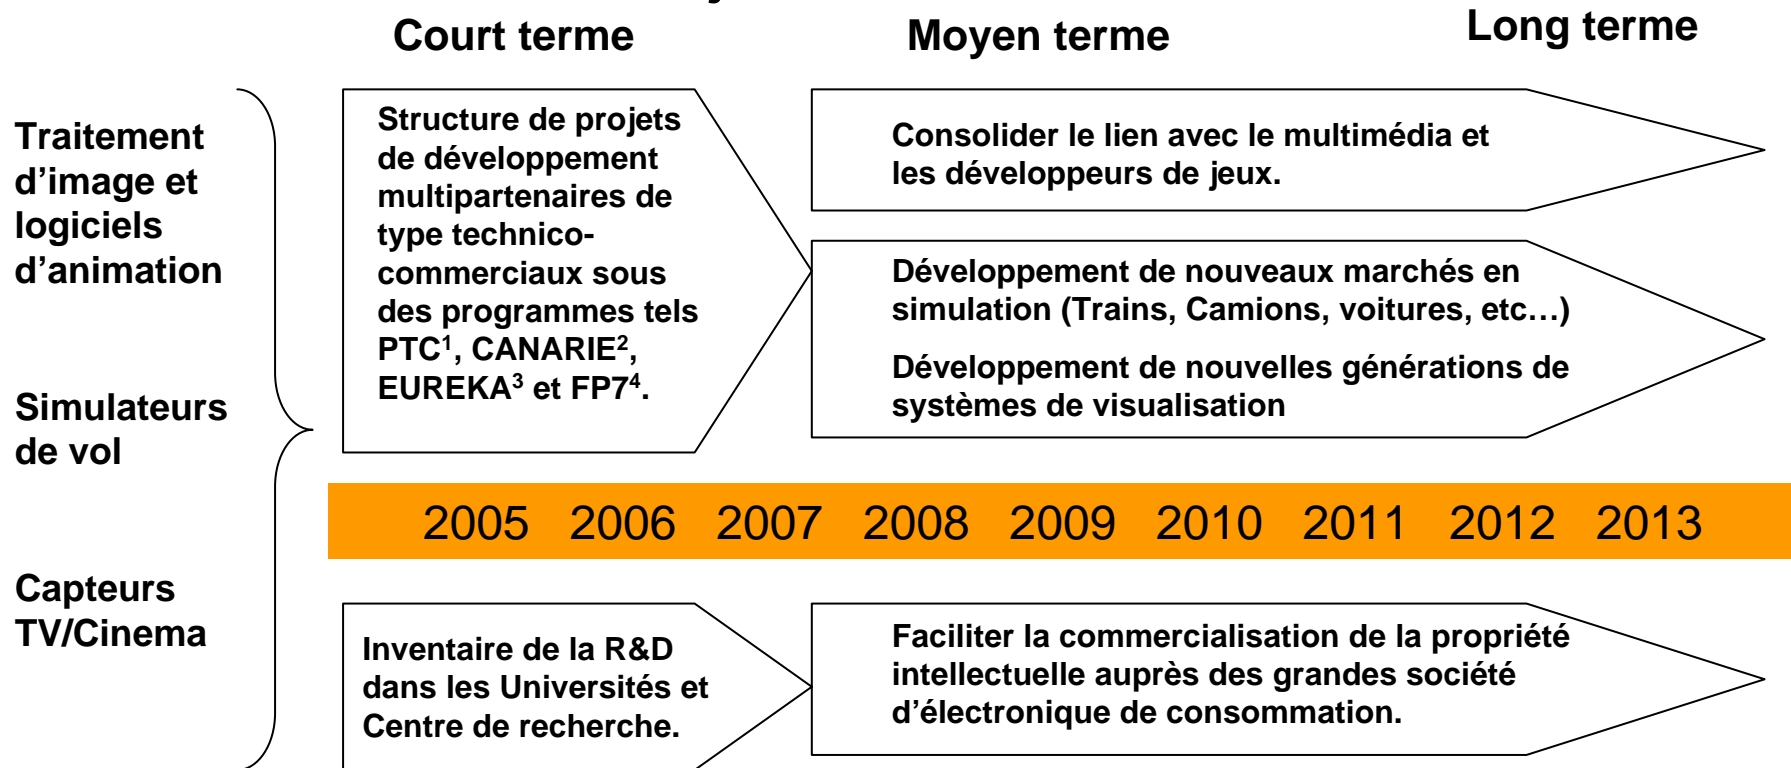 Court terme
Moyen terme
Long terme
Traitement
d’image et
logiciels
d’animation
Simulateurs
de vol
Capteurs
TV/Cinema
Structure de projets
de développement
multipartenaires de
type technico-
commerciaux sous
des programmes tels
PTC¹, CANARIE²,
EUREKA³ et FP7⁴.
Consolider le lien avec le multimédia et
les développeurs de jeux.
Développement de nouveaux marchés en
simulation (Trains, Camions, voitures, etc…)
Développement de nouvelles générations de
systèmes de visualisation
2005 2006 2007 2008 2009 2010 2011 2012 2013
Inventaire de la R&D
dans les Universités et
Centre de recherche.
Faciliter la commercialisation de la propriété
intellectuelle auprès des grandes société
d’électronique de consommation.